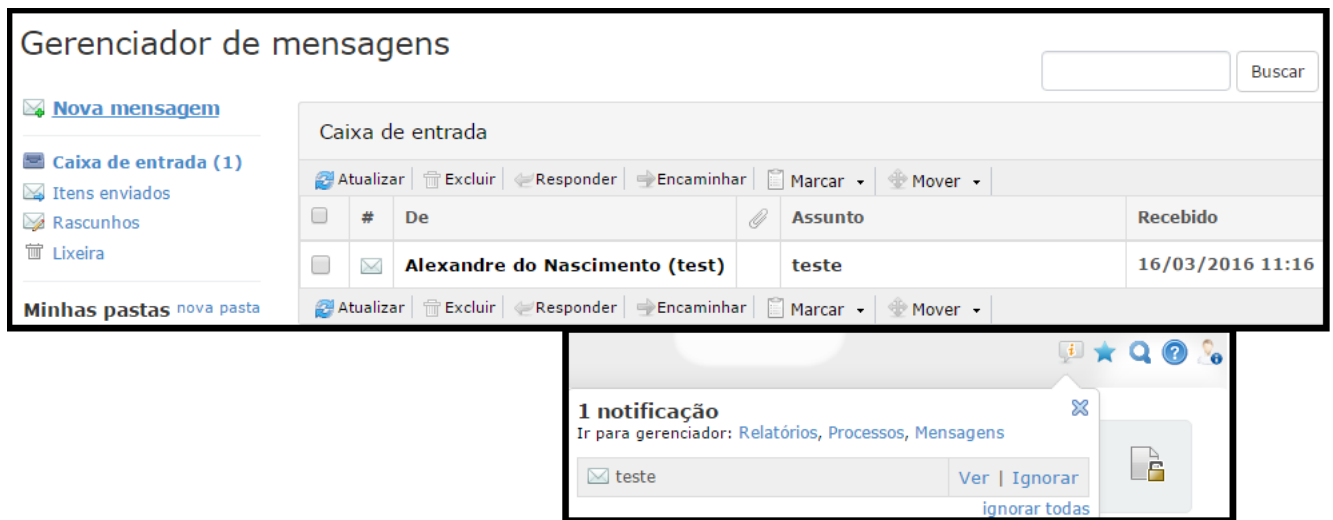 Gerenciador de mensagens
Buscar
Nova mensagem
Caixa de entrada (1)
Itens enviados
Rascunhos
Lixeira
Minhas pastas nova pasta
Caixa de entrada
Atualizar Excluir Responder Encaminhar Marcar Mover
# De Assunto Recebido
Alexandre do Nascimento (test) teste 16/03/2016 11:16
Atualizar Excluir Responder Encaminhar Marcar Mover
1 notificação
Ir para gerenciador: Relatórios, Processos, Mensagens
teste Ver | Ignorar
ignorar todas